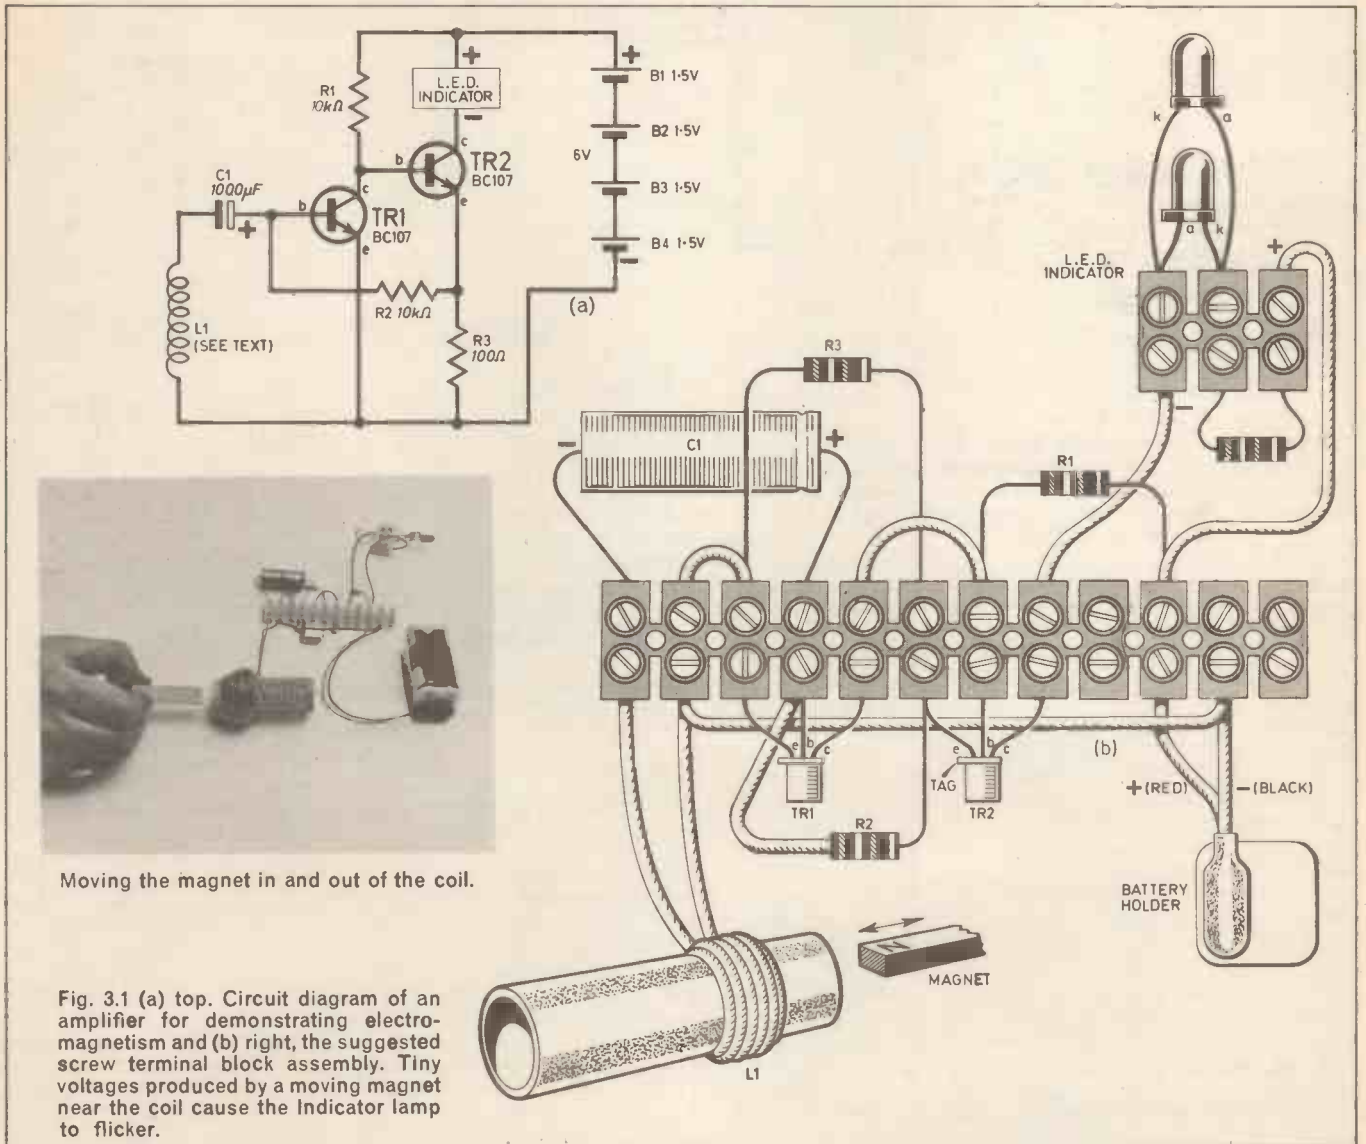 R1
10kΩ
+
L.E.D.
INDICATOR
-
c
b
TR2
BC107
e
C1
1000µF
+
b
c
TR1
BC107
e
L1
(SEE TEXT)
R2 10kΩ
R3
100Ω
+
B1 1·5V
B2 1·5V
6V
B3 1·5V
B4 1·5V
-
(a)
k
a
a
k
L.E.D.
INDICATOR
+
-
R3
-
C1
+
R1
e
b
c
TR1
TAG
e
b
c
TR2
(b)
R2
+(RED)
-(BLACK)
BATTERY
HOLDER
N
MAGNET
L1
Moving the magnet in and out of the coil.
Fig. 3.1 (a) top. Circuit diagram of an
amplifier for demonstrating electro-
magnetism and (b) right, the suggested
screw terminal block assembly. Tiny
voltages produced by a moving magnet
near the coil cause the Indicator lamp
to flicker.